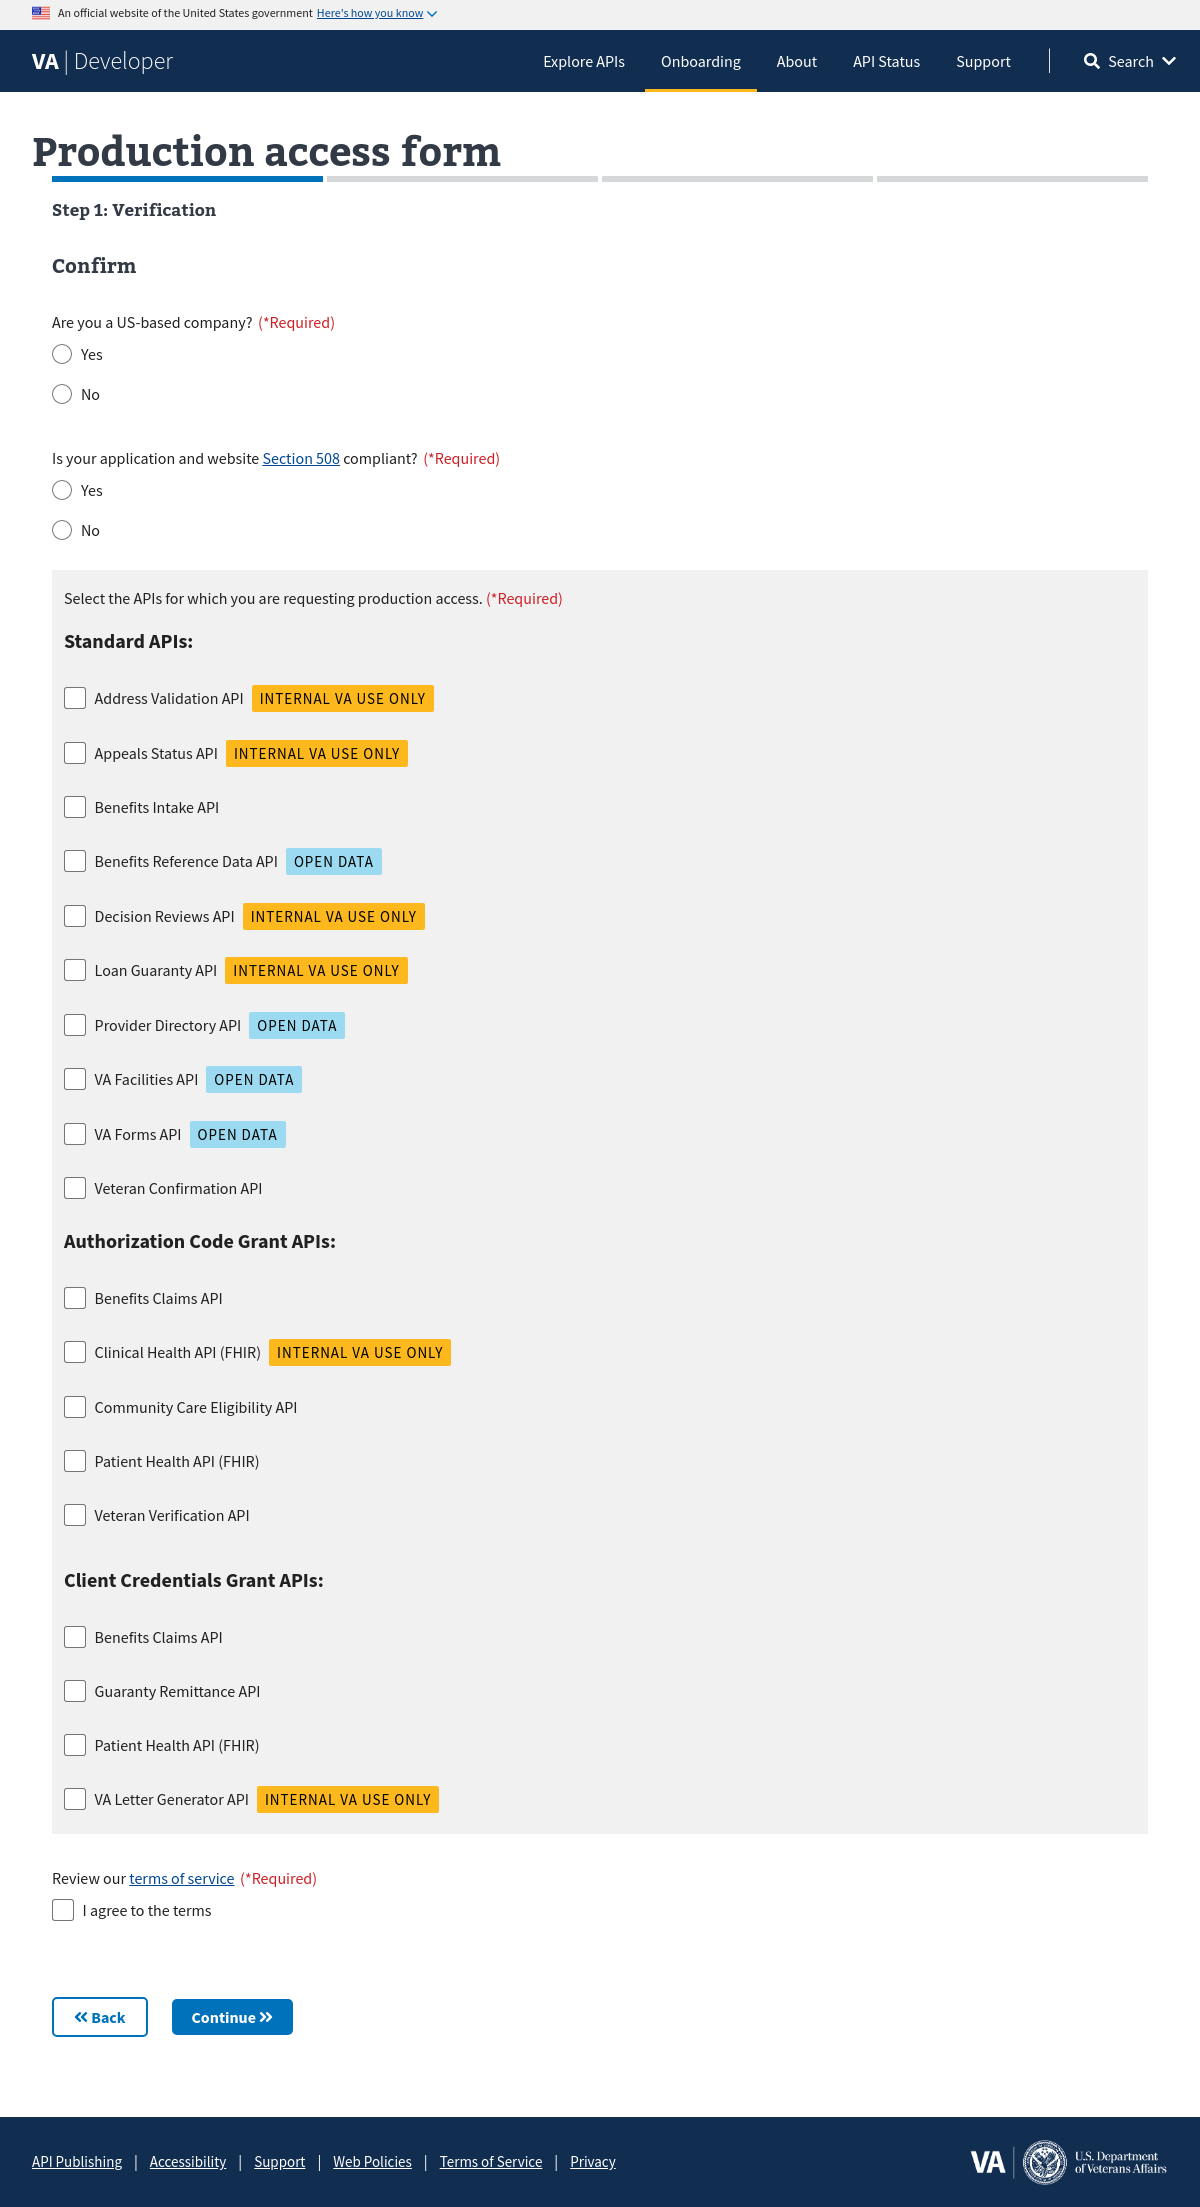 An official website of the United States government Here's how you know
VA | Developer
Explore APIs Onboarding About API Status Support Search
Production access form
Step 1: Verification
Confirm
Are you a US-based company? (*Required)
Yes
No
Is your application and website Section 508 compliant? (*Required)
Yes
No
Select the APIs for which you are requesting production access. (*Required)
Standard APIs:
Address Validation API INTERNAL VA USE ONLY
Appeals Status API INTERNAL VA USE ONLY
Benefits Intake API
Benefits Reference Data API OPEN DATA
Decision Reviews API INTERNAL VA USE ONLY
Loan Guaranty API INTERNAL VA USE ONLY
Provider Directory API OPEN DATA
VA Facilities API OPEN DATA
VA Forms API OPEN DATA
Veteran Confirmation API
Authorization Code Grant APIs:
Benefits Claims API
Clinical Health API (FHIR) INTERNAL VA USE ONLY
Community Care Eligibility API
Patient Health API (FHIR)
Veteran Verification API
Client Credentials Grant APIs:
Benefits Claims API
Guaranty Remittance API
Patient Health API (FHIR)
VA Letter Generator API INTERNAL VA USE ONLY
Review our terms of service (*Required)
I agree to the terms
Back Continue
API Publishing | Accessibility | Support | Web Policies | Terms of Service | Privacy
VA U.S. Department
of Veterans Affairs